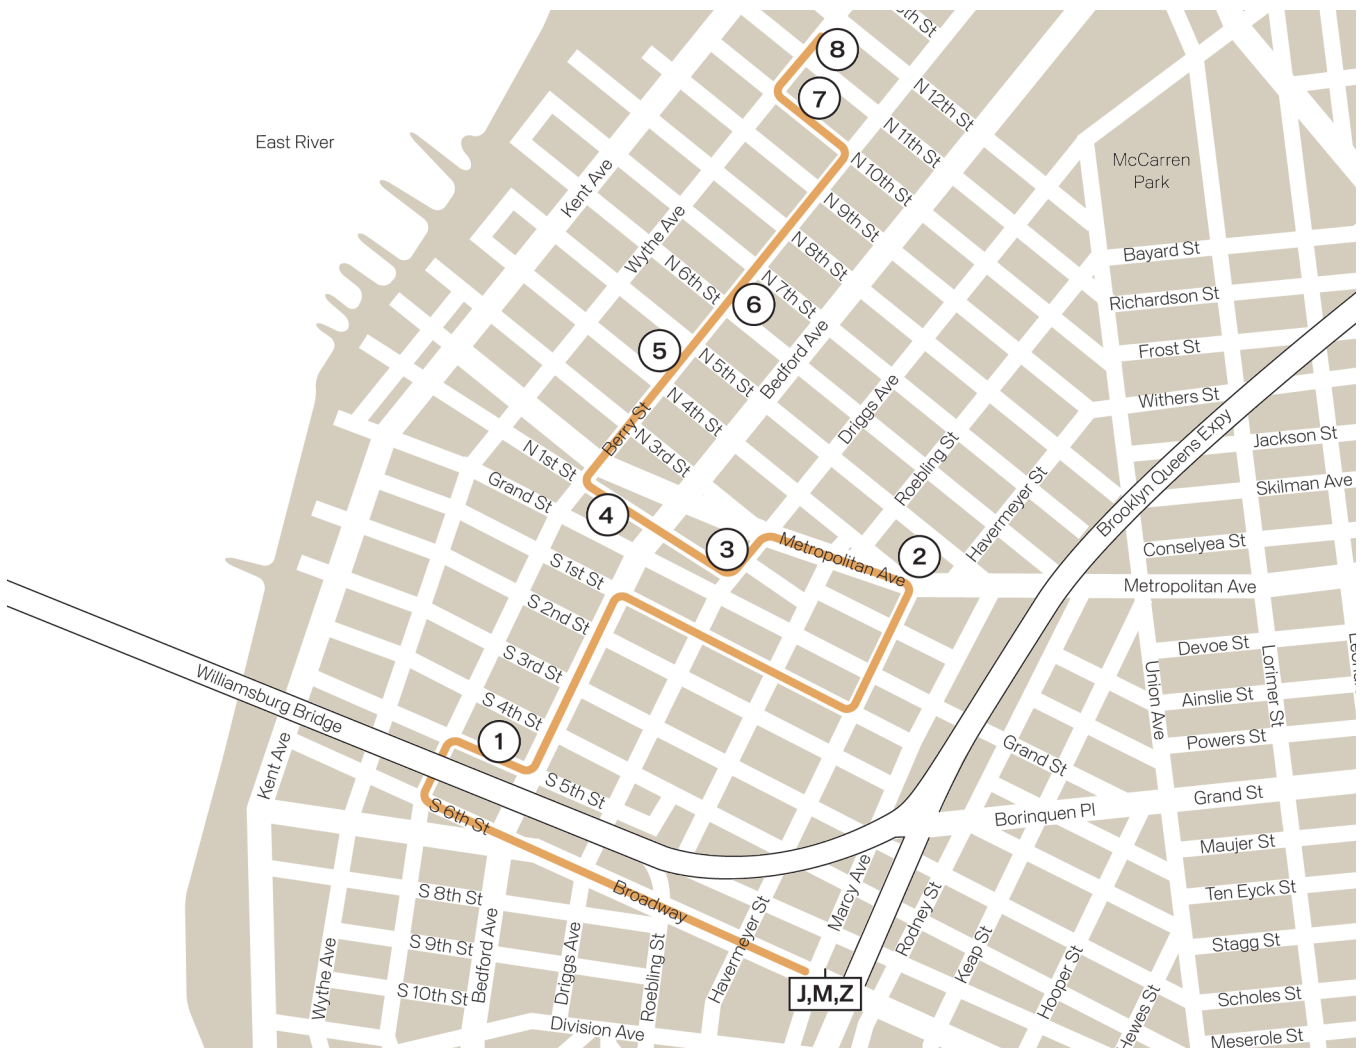 8
7
N 12th St
N 11th St
N 10th St
East River
McCarren
Park
Kent Ave
N 9th St
Wythe Ave
N 8th St
Bayard St
N 6th St
N 7th St
6
Richardson St
5
N 5th St
Bedford Ave
Frost St
Withers St
N 4th St
Driggs Ave
Berry St
N 3rd St
Roebling St
Jackson St
N 1st St
Brooklyn Queens Expy
Skilman Ave
Grand St
Havermeyer St
4
3
Metropolitan Ave
2
Conselyea St
S 1st St
Metropolitan Ave
S 2nd St
Devoe St
S 3rd St
Union Ave
Lorimer St
Ainslie St
Williamsburg Bridge
S 4th St
1
Powers St
Kent Ave
Grand St
S 5th St
Grand St
S 6th St
Borinquen Pl
Maujer St
Broadway
S 8th St
Marcy Ave
Ten Eyck St
Rodney St
Havermeyer St
S 9th St
Stagg St
Wythe Ave
Bedford Ave
Driggs Ave
Roebling St
Keap St
Hooper St
S 10th St
J,M,Z
Scholes St
Hewes St
Division Ave
Meserole St